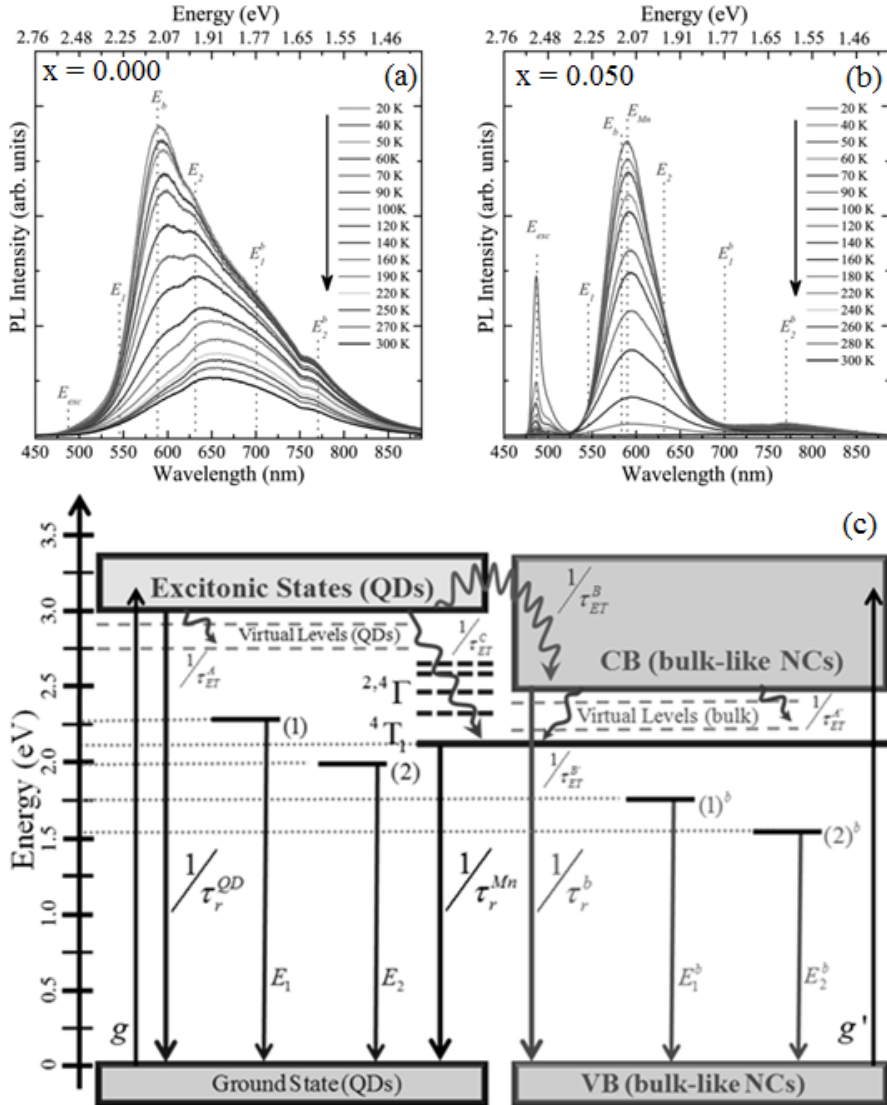 Energy (eV)
2.76 2.48 2.25 2.07 1.91 1.77 1.65 1.55 1.46
x = 0.000
(a)
PL Intensity (arb. units)
E_b
E_2
E_1
E_1^b
E_2^b
E_exc
20 K
40 K
50 K
60K
70 K
90 K
100K
120 K
140 K
160 K
190 K
220 K
250 K
270 K
300 K
450 500 550 600 650 700 750 800 850
Wavelength (nm)
Energy (eV)
2.76 2.48 2.25 2.07 1.91 1.77 1.65 1.55 1.46
x = 0.050
(b)
PL Intensity (arb. units)
E_Mn
E_b
E_2
E_exc
E_1
E_1^b
E_2^b
20 K
40 K
50 K
60 K
70 K
90 K
100 K
120 K
140 K
160 K
180 K
220 K
240 K
260 K
280 K
300 K
450 500 550 600 650 700 750 800 850
Wavelength (nm)
(c)
Energy (eV)
3.5
3.0
2.5
2.0
1.5
1.0
0.5
0
Excitonic States (QDs)
Virtual Levels (QDs)
1/τ_ET^A
1/τ_ET^C
1/τ_ET^B
CB (bulk-like NCs)
2,4Γ
4T_1
Virtual Levels (bulk)
1/τ_ET^A'
1/τ_ET^B'
(1)
(2)
(1)^b
(2)^b
1/τ_r^QD
1/τ_r^Mn
1/τ_r^b
E_1
E_2
E_1^b
E_2^b
g
g'
Ground State (QDs)
VB (bulk-like NCs)